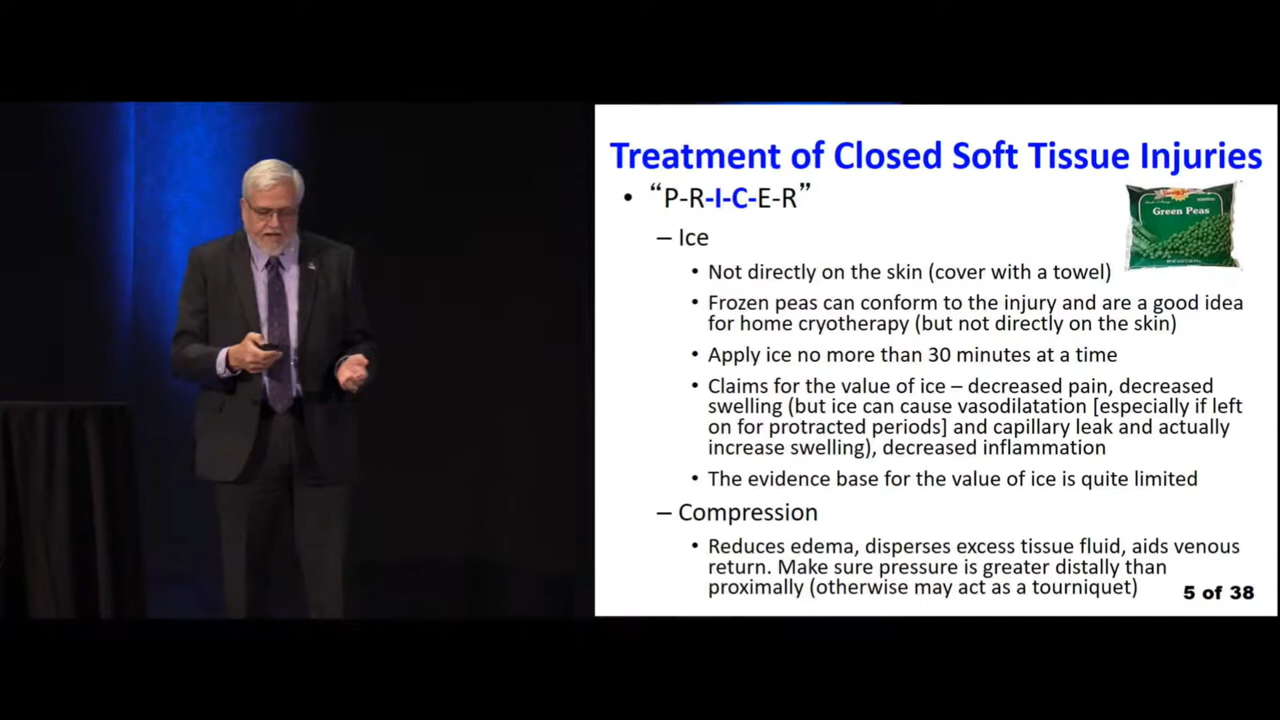 Treatment of Closed Soft Tissue Injuries
• “P-R-I-C-E-R”
– Ice
• Not directly on the skin (cover with a towel)
• Frozen peas can conform to the injury and are a good idea
for home cryotherapy (but not directly on the skin)
• Apply ice no more than 30 minutes at a time
• Claims for the value of ice – decreased pain, decreased
swelling (but ice can cause vasodilatation [especially if left
on for protracted periods] and capillary leak and actually
increase swelling), decreased inflammation
• The evidence base for the value of ice is quite limited
– Compression
• Reduces edema, disperses excess tissue fluid, aids venous
return. Make sure pressure is greater distally than
proximally (otherwise may act as a tourniquet)
5 of 38
Green Peas